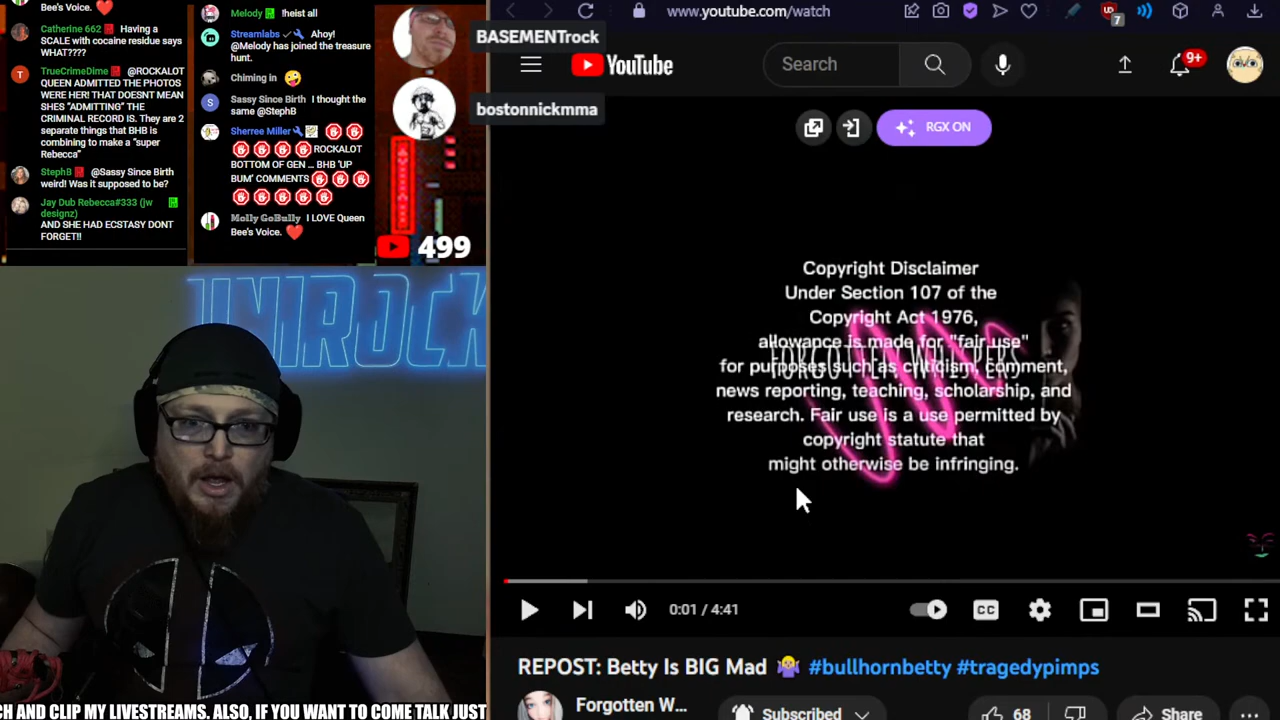 Bee's Voice. ❤
Catherine 662 Having a
SCALE with cocaine residue says
WHAT????
T TrueCrimeDime @ROCKALOT
QUEEN ADMITTED THE PHOTOS
WERE HER THAT DOESNT MEAN
SHES "ADMITTING" THE
CRIMINAL RECORD IS. They are 2
separate things that BHB is
combining to make a "super
Rebecca"
StephB @Sassy Since Birth
weird! Was it supposed to be?
Jay Dub Rebecca#333 (jw
designz)
AND SHE HAD ECSTASY DONT
FORGET!!
Melody !heist all
Streamlabs Ahoy!
@Melody has joined the treasure
hunt.
Chiming in 🤪
S Sassy Since Birth I thought the
same @StephB
Sherree Miller
ROCKALOT
BOTTOM OF GEN ... BHB 'UP
BUM' COMMENTS
Molly GoBully I LOVE Queen
Bee's Voice. ❤
BASEMENTrock
bostonnickmma
499
UNIROCK
CH AND CLIP MY LIVESTREAMS. ALSO, IF YOU WANT TO COME TALK JUST
www.youtube.com/watch
7
YouTube
Search
9+
RGX ON
Copyright Disclaimer
Under Section 107 of the
Copyright Act 1976,
allowance is made for "fair use"
FORGOTTEN WHISPERS
for purposes such as criticism, comment,
news reporting, teaching, scholarship, and
research. Fair use is a use permitted by
copyright statute that
might otherwise be infringing.
0:01 / 4:41
CC
REPOST: Betty Is BIG Mad 🤷‍♀️ #bullhornbetty #tragedypimps
Forgotten W...
Subscribed
68
Share